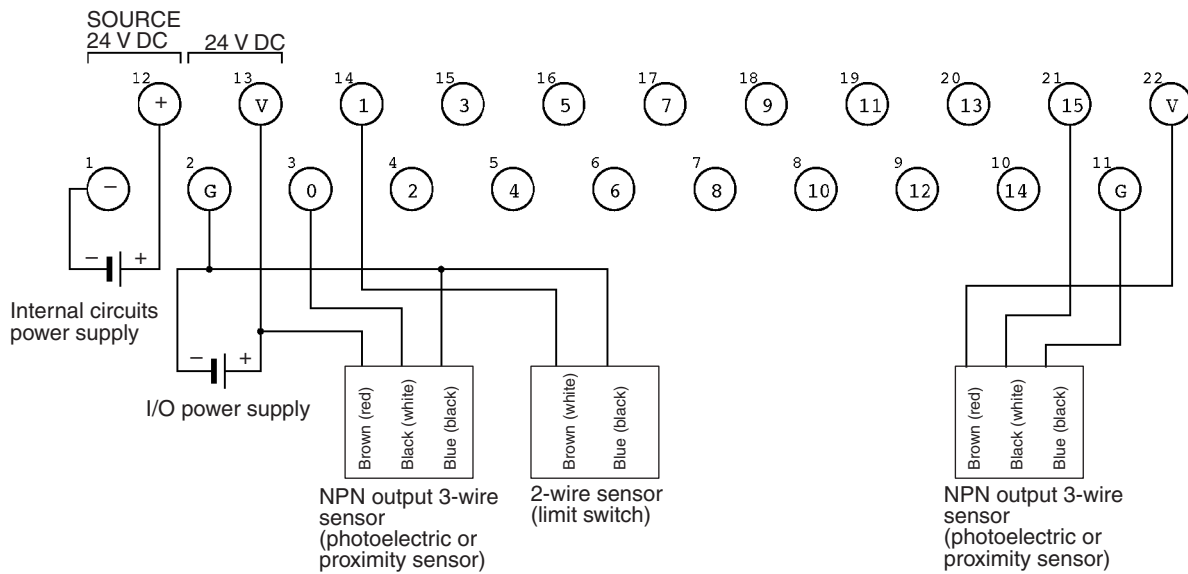 SOURCE
24 V DC 24 V DC
12 13 14 15 16 17 18 19 20 21 22
+ V 1 3 5 7 9 11 13 15 V
1 2 3 4 5 6 7 8 9 10 11
− G 0 2 4 6 8 10 12 14 G
− +
Internal circuits
power supply
− +
I/O power supply
Brown (red)
Black (white)
Blue (black)
NPN output 3-wire
sensor
(photoelectric or
proximity sensor)
Brown (white)
Blue (black)
2-wire sensor
(limit switch)
Brown (red)
Black (white)
Blue (black)
NPN output 3-wire
sensor
(photoelectric or
proximity sensor)